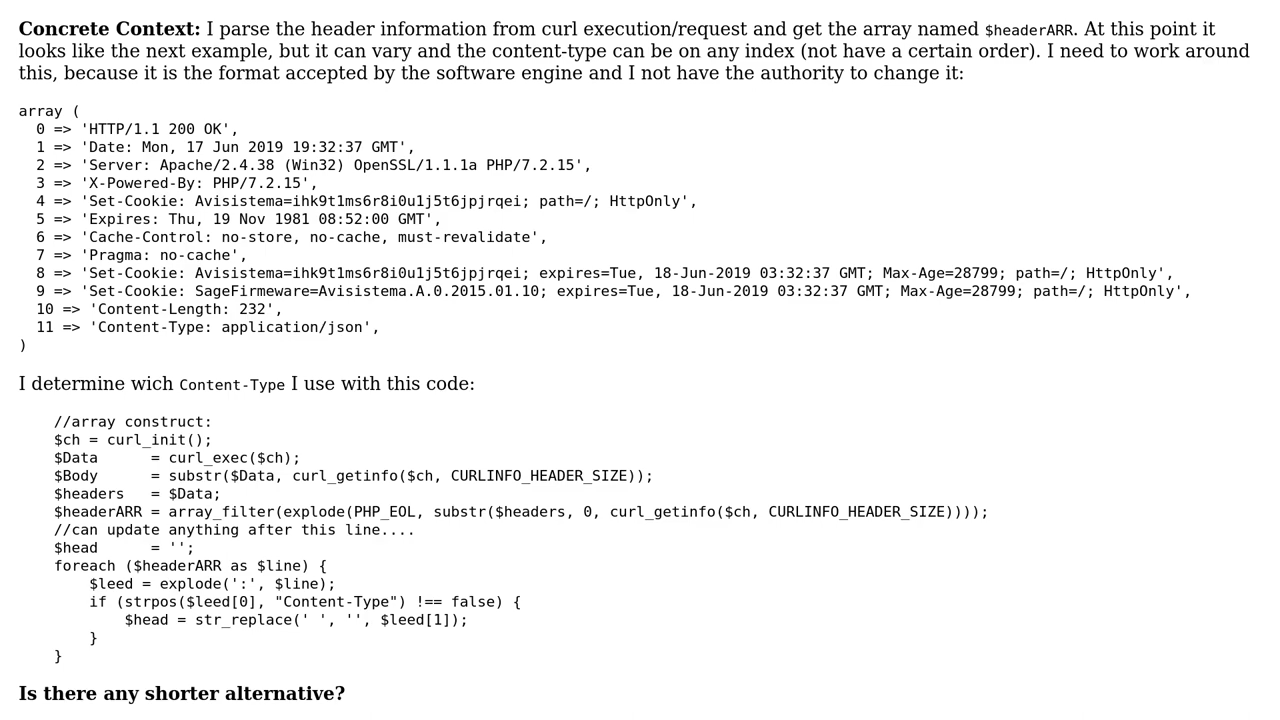 Concrete Context: I parse the header information from curl execution/request and get the array named $headerARR. At this point it
looks like the next example, but it can vary and the content-type can be on any index (not have a certain order). I need to work around
this, because it is the format accepted by the software engine and I not have the authority to change it:
array (
  0 => 'HTTP/1.1 200 OK',
  1 => 'Date: Mon, 17 Jun 2019 19:32:37 GMT',
  2 => 'Server: Apache/2.4.38 (Win32) OpenSSL/1.1.1a PHP/7.2.15',
  3 => 'X-Powered-By: PHP/7.2.15',
  4 => 'Set-Cookie: Avisistema=ihk9t1ms6r8i0u1j5t6jpjrqei; path=/; HttpOnly',
  5 => 'Expires: Thu, 19 Nov 1981 08:52:00 GMT',
  6 => 'Cache-Control: no-store, no-cache, must-revalidate',
  7 => 'Pragma: no-cache',
  8 => 'Set-Cookie: Avisistema=ihk9t1ms6r8i0u1j5t6jpjrqei; expires=Tue, 18-Jun-2019 03:32:37 GMT; Max-Age=28799; path=/; HttpOnly',
  9 => 'Set-Cookie: SageFirmeware=Avisistema.A.0.2015.01.10; expires=Tue, 18-Jun-2019 03:32:37 GMT; Max-Age=28799; path=/; HttpOnly',
  10 => 'Content-Length: 232',
  11 => 'Content-Type: application/json',
)
I determine wich Content-Type I use with this code:
    //array construct:
    $ch = curl_init();
    $Data      = curl_exec($ch);
    $Body      = substr($Data, curl_getinfo($ch, CURLINFO_HEADER_SIZE));
    $headers   = $Data;
    $headerARR = array_filter(explode(PHP_EOL, substr($headers, 0, curl_getinfo($ch, CURLINFO_HEADER_SIZE))));
    //can update anything after this line....
    $head      = '';
    foreach ($headerARR as $line) {
        $leed = explode(':', $line);
        if (strpos($leed[0], "Content-Type") !== false) {
            $head = str_replace(' ', '', $leed[1]);
        }
    }
Is there any shorter alternative?